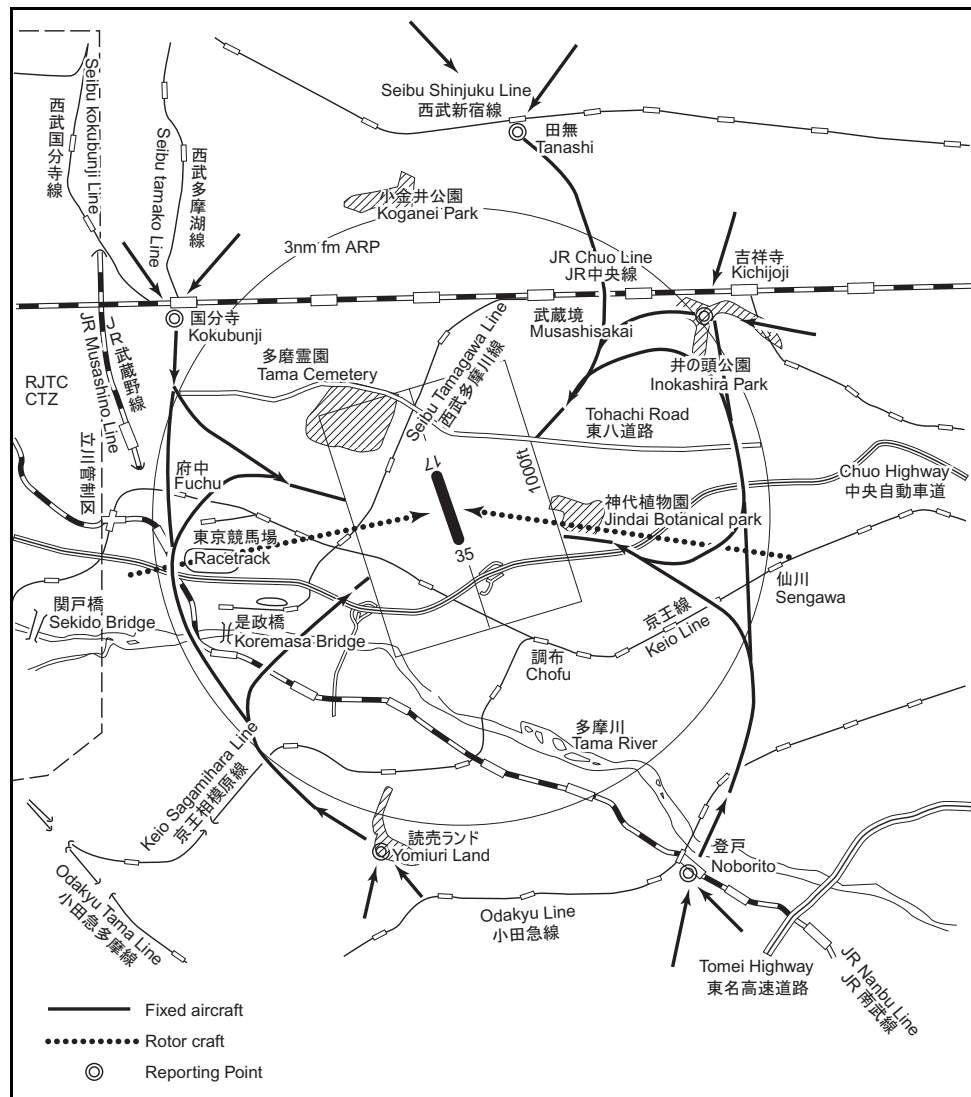 Seibu Shinjuku Line
西武新宿線
田無
Tanashi
Seibu kokubunji Line
西武国分寺線
Seibu tamako Line
西武多摩湖線
小金井公園
Koganei Park
3nm fm ARP
JR Chuo Line
JR中央線
吉祥寺
Kichijoji
国分寺
Kokubunji
武蔵境
Musashisakai
JR武蔵野線
JR Musashino Line
RJTC
CTZ
立川管制区
多磨霊園
Tama Cemetery
Seibu Tamagawa Line
西武多摩川線
井の頭公園
Inokashira Park
Tohachi Road
東八道路
1000ft
Chuo Highway
中央自動車道
府中
Fuchu
17
35
神代植物園
Jindai Botanical park
東京競馬場
Racetrack
仙川
Sengawa
関戸橋
Sekido Bridge
是政橋
Koremasa Bridge
京王線
Keio Line
調布
Chofu
多摩川
Tama River
Keio Sagamihara Line
京王相模原線
読売ランド
Yomiuri Land
登戸
Noborito
Odakyu Tama Line
小田急多摩線
Odakyu Line
小田急線
Tomei Highway
東名高速道路
JR Nanbu Line
JR南武線
Fixed aircraft
Rotor craft
Reporting Point